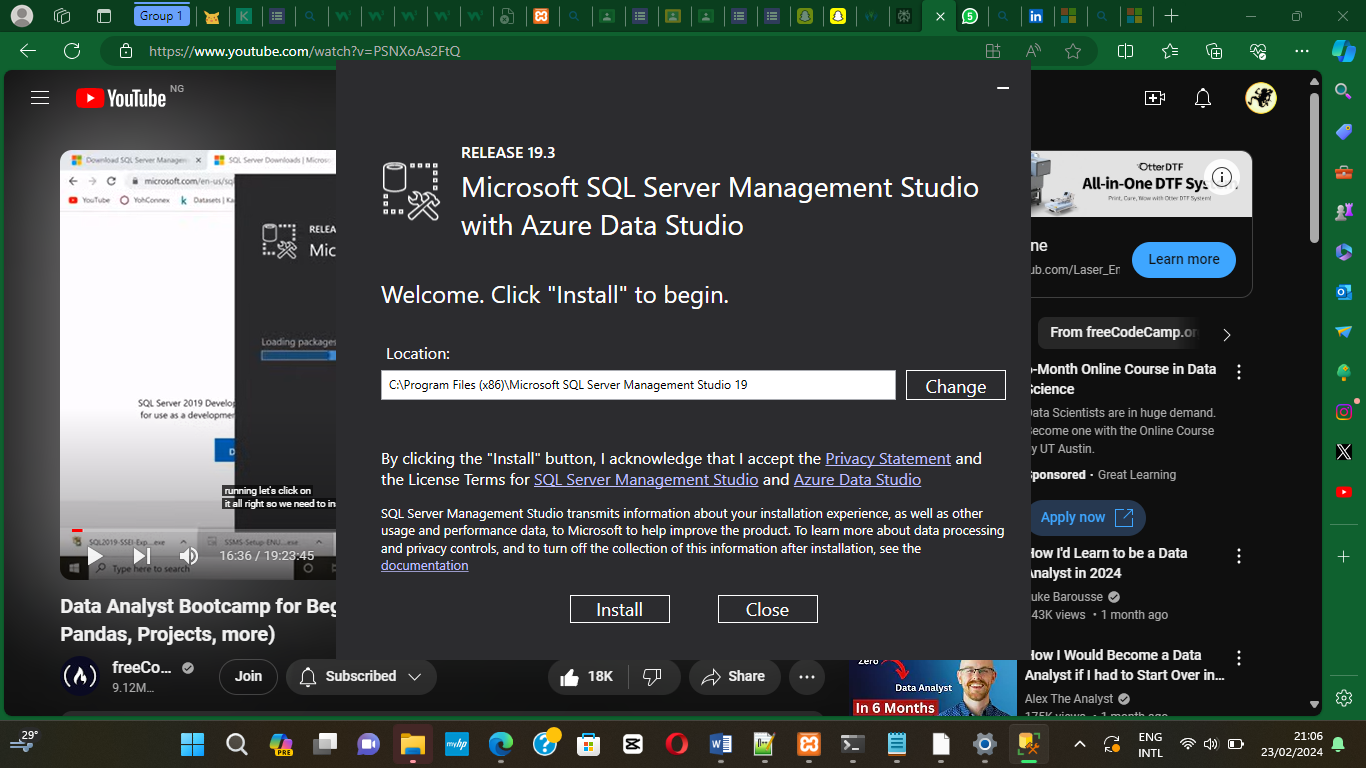 Group 1
https://www.youtube.com/watch?v=PSNXoAs2FtQ
YouTube
NG
Download SQL Server Managem
SQL Server Downloads | Micros
microsoft.com/en-us/sql
YouTube
YohConnex
Datasets | Ka
RELEA
Mic
Loading packages
SQL Server 2019 Develop
for use as a developmen
D
running let's click on
it all right so we need to in
SQL2019-SSEI-Exp....exe
SSMS-Setup-ENU....exe
16:36 / 19:23:45
Type here to search
Data Analyst Bootcamp for Beg
Pandas, Projects, more)
freeCo...
9.12M...
Join
Subscribed
18K
Share
RELEASE 19.3
Microsoft SQL Server Management Studio
with Azure Data Studio
Welcome. Click "Install" to begin.
Location:
C:\Program Files (x86)\Microsoft SQL Server Management Studio 19
Change
By clicking the "Install" button, I acknowledge that I accept the Privacy Statement and
the License Terms for SQL Server Management Studio and Azure Data Studio
SQL Server Management Studio transmits information about your installation experience, as well as other
usage and performance data, to Microsoft to help improve the product. To learn more about data processing
and privacy controls, and to turn off the collection of this information after installation, see the
documentation
Install
Close
OtterDTF
All-in-One DTF Sys
Print, Cure, Wow with Otter DTF System!
ne
ub.com/Laser_En
Learn more
From freeCodeCamp.or
-Month Online Course in Data
Science
Data Scientists are in huge demand.
Become one with the Online Course
by UT Austin.
Sponsored · Great Learning
Apply now
How I'd Learn to be a Data
Analyst in 2024
Luke Barousse
43K views · 1 month ago
How I Would Become a Data
Analyst if I had to Start Over in...
Alex The Analyst
175K views · 1 month ago
Zero
Data Analyst
In 6 Months
29°
PRE
myhp
ENG
INTL
21:06
23/02/2024